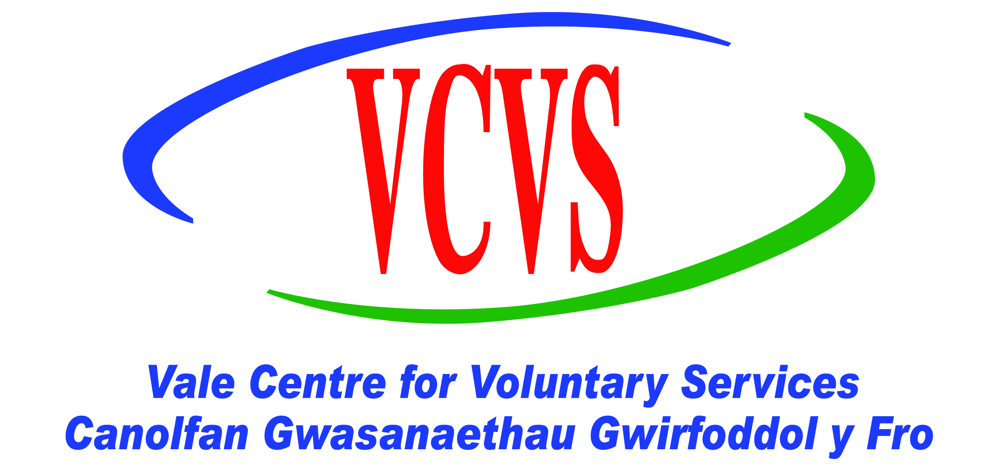 VCVS
Vale Centre for Voluntary Services
Canolfan Gwasanaethau Gwirfoddol y Fro